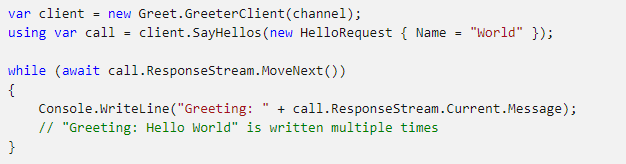 var client = new Greet.GreeterClient(channel);
using var call = client.SayHellos(new HelloRequest { Name = "World" });
while (await call.ResponseStream.MoveNext())
{
    Console.WriteLine("Greeting: " + call.ResponseStream.Current.Message);
    // "Greeting: Hello World" is written multiple times
}